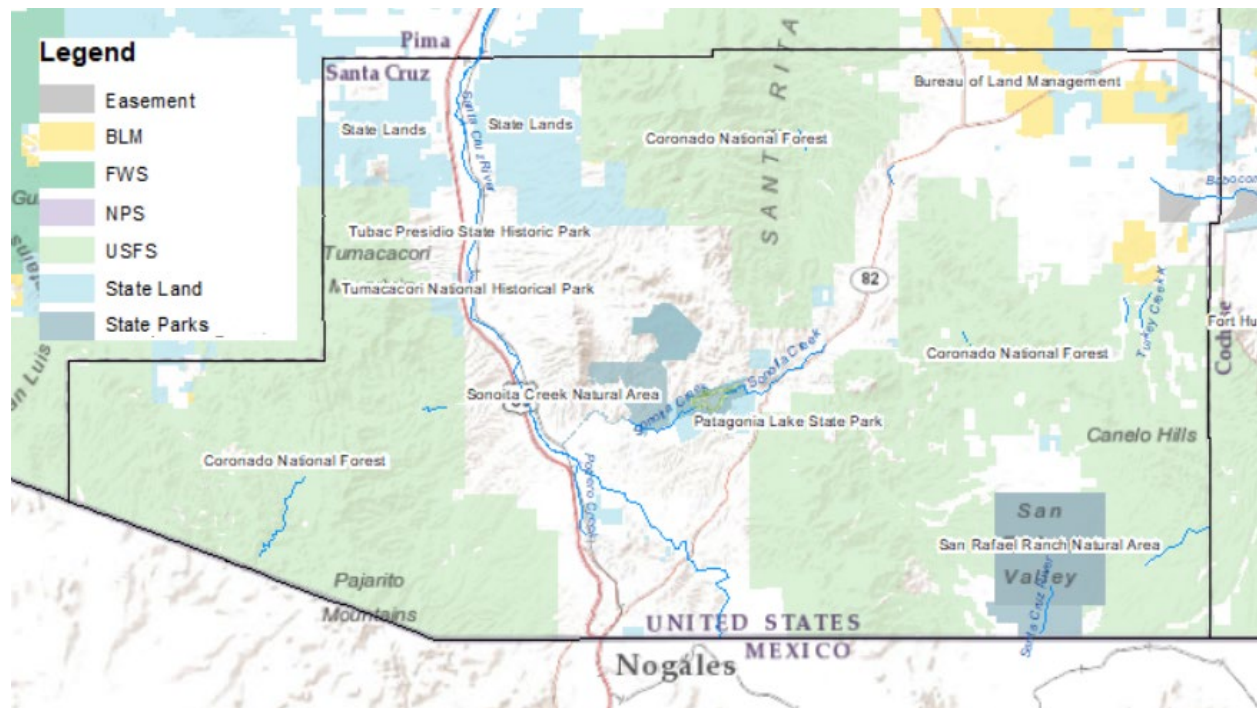 Legend
Easement
BLM
FWS
NPS
USFS
State Land
State Parks
Pima
Santa Cruz
State Lands
State Lands
Santa Cruz River
Coronado National Forest
SANTA RITA
Bureau of Land Management
Tubac Presidio State Historic Park
Tumacacori
Tumacacori National Historical Park
82
Turkey Creek
Cochise
Coronado National Forest
Sonoita Creek
Sonoita Creek Natural Area
Sonoita Creek
Patagonia Lake State Park
Canelo Hills
Coronado National Forest
Potrero Creek
San
San Rafael Ranch Natural Area
Valley
Santa Cruz River
Pajarito
Mountains
UNITED STATES
MEXICO
Nogales
San Luis